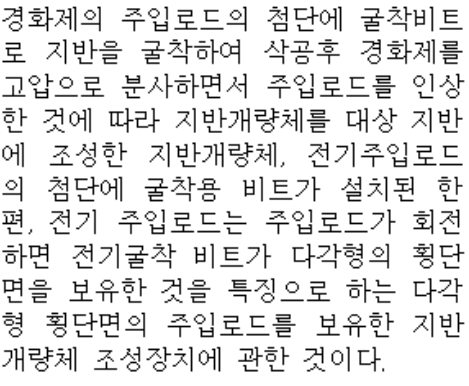 경화제의 주입로드의 첨단에 굴착비트
로 지반을 굴착하여 삭공후 경화제를
고압으로 분사하면서 주입로드를 인상
한 것에 따라 지반개량체를 대상 지반
에 조성한 지반개량체, 전기주입로드
의 첨단에 굴착용 비트가 설치된 한
편, 전기 주입로드는 주입로드가 회전
하면 전기굴착 비트가 다각형의 횡단
면을 보유한 것을 특징으로 하는 다각
형 횡단면의 주입로드를 보유한 지반
개량체 조성장치에 관한 것이다.